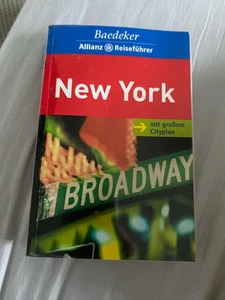 Baedeker
Allianz Reiseführer
New York
mit großem
Cityplan
BROADWAY